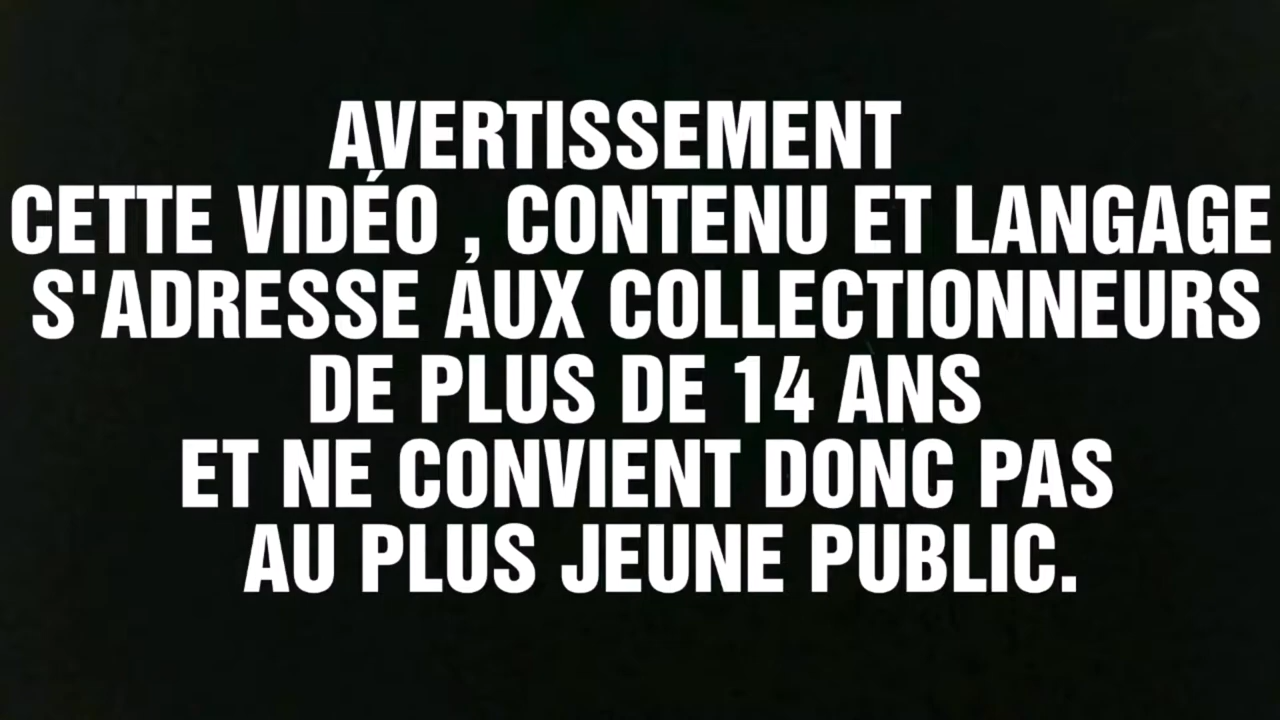 AVERTISSEMENT
CETTE VIDÉO , CONTENU ET LANGAGE
S'ADRESSE AUX COLLECTIONNEURS
DE PLUS DE 14 ANS
ET NE CONVIENT DONC PAS
AU PLUS JEUNE PUBLIC.